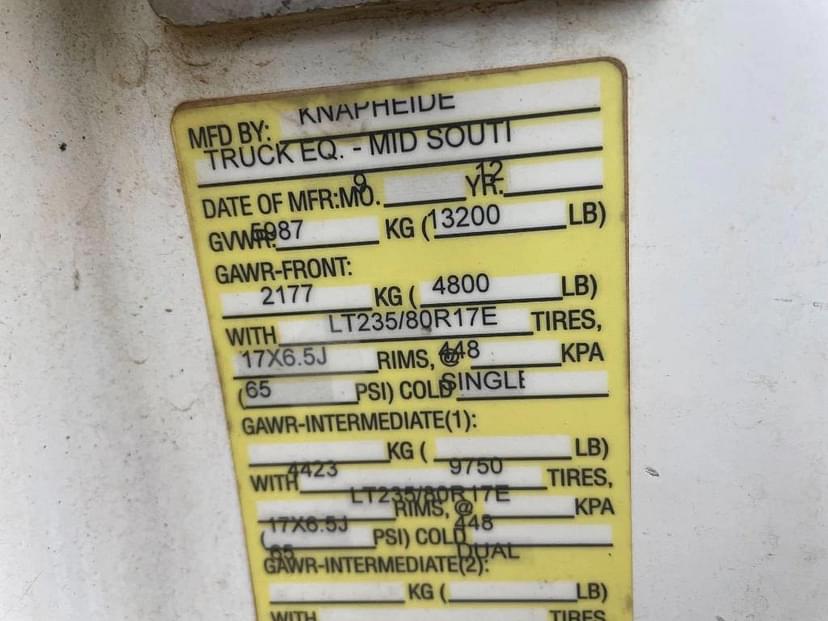 MFD BY: KNAPHEIDE
TRUCK EQ. - MID SOUTI
DATE OF MFR:MO. 9 YR. 12
GVWR: 5987 KG (13200 LB)
GAWR-FRONT:
2177 KG ( 4800 LB)
WITH LT235/80R17E TIRES,
17X6.5J RIMS, @ 448 KPA
(65 PSI) COLD SINGLE
GAWR-INTERMEDIATE(1):
KG ( LB)
4423 9750
WITH TIRES,
LT235/80R17E
RIMS, @ KPA
17X6.5J 448
( PSI) COLD
65 DUAL
GAWR-INTERMEDIATE(2):
KG ( LB)
WITH TIRES